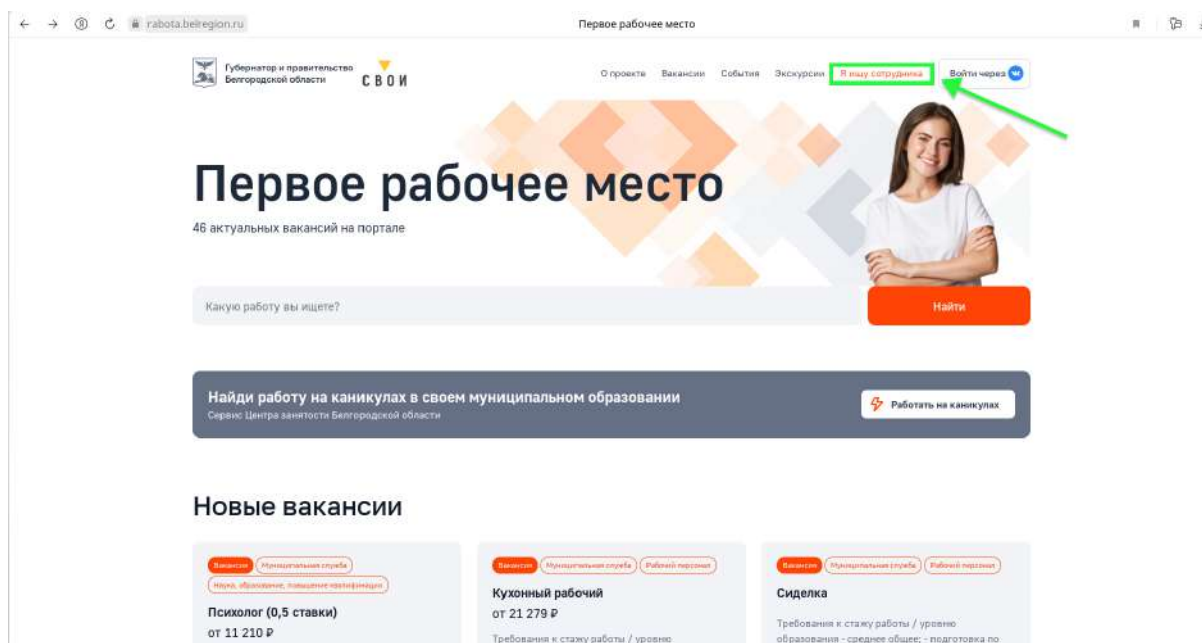 rabota.belregion.ru
Первое рабочее место
Губернатор и правительство
Белгородской области
СВОИ
О проекте Вакансии События Экскурсии Я ищу сотрудника Войти через
Первое рабочее место
46 актуальных вакансий на портале
Какую работу вы ищете? Найти
Найди работу на каникулах в своем муниципальном образовании
Сервис Центра занятости Белгородской области
Работать на каникулах
Новые вакансии
Вакансии Муниципальная служба
Наука, образование, повышение квалификации
Психолог (0,5 ставки)
от 11 210 ₽
Вакансии Муниципальная служба Рабочий персонал
Кухонный рабочий
от 21 279 ₽
Требования к стажу работы / уровню
Вакансии Муниципальная служба Рабочий персонал
Сиделка
Требования к стажу работы / уровню
образования - среднее общее; - подготовка по